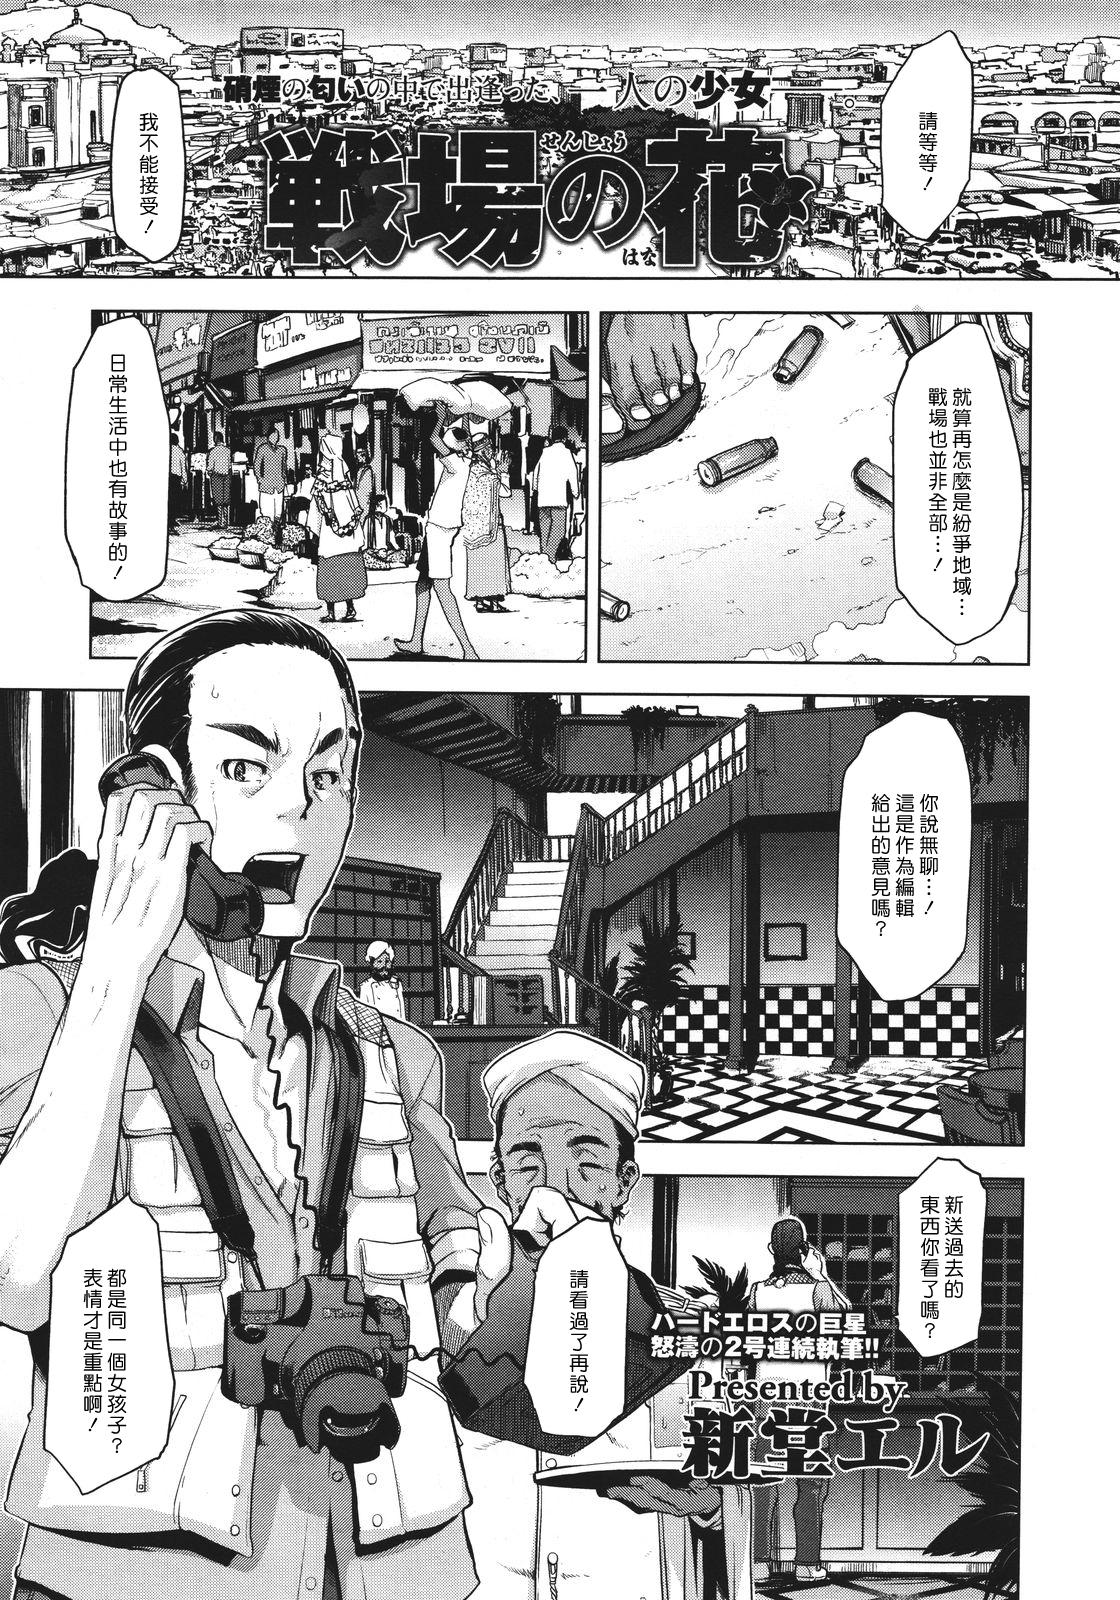 硝煙の匂いの中で出逢った、一人の少女
せんじょう
戦場の花
はな
請等等！
我不能接受！
就算再怎麼是紛爭地域…
戰場也並非全部…！
日常生活中也有故事的！
你說無聊…！
這是作為編輯
給出的意見嗎？
新送過去的
東西你看了嗎？
請看過了再說！
都是同一個女孩子？
表情才是重點啊！
ハードエロスの巨星
怒濤の2号連続執筆!!
Presented by
新堂エル